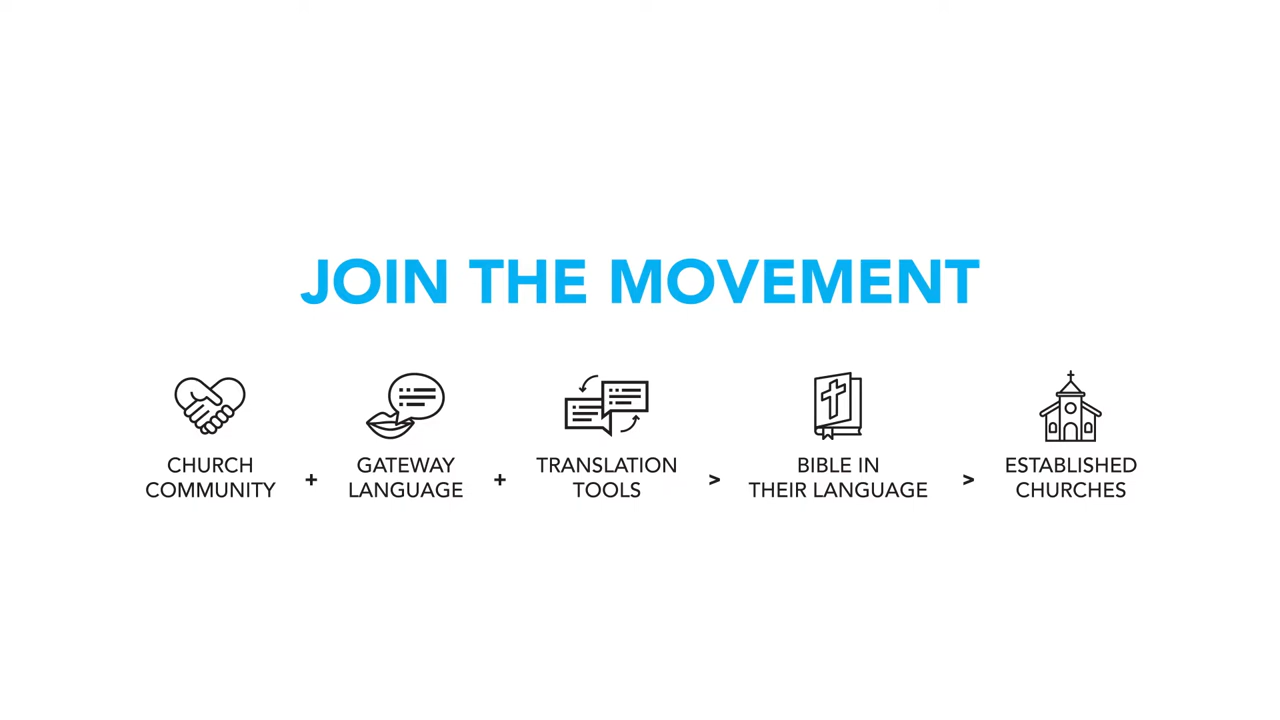 JOIN THE MOVEMENT
CHURCH
COMMUNITY
+
GATEWAY
LANGUAGE
+
TRANSLATION
TOOLS
>
BIBLE IN
THEIR LANGUAGE
>
ESTABLISHED
CHURCHES